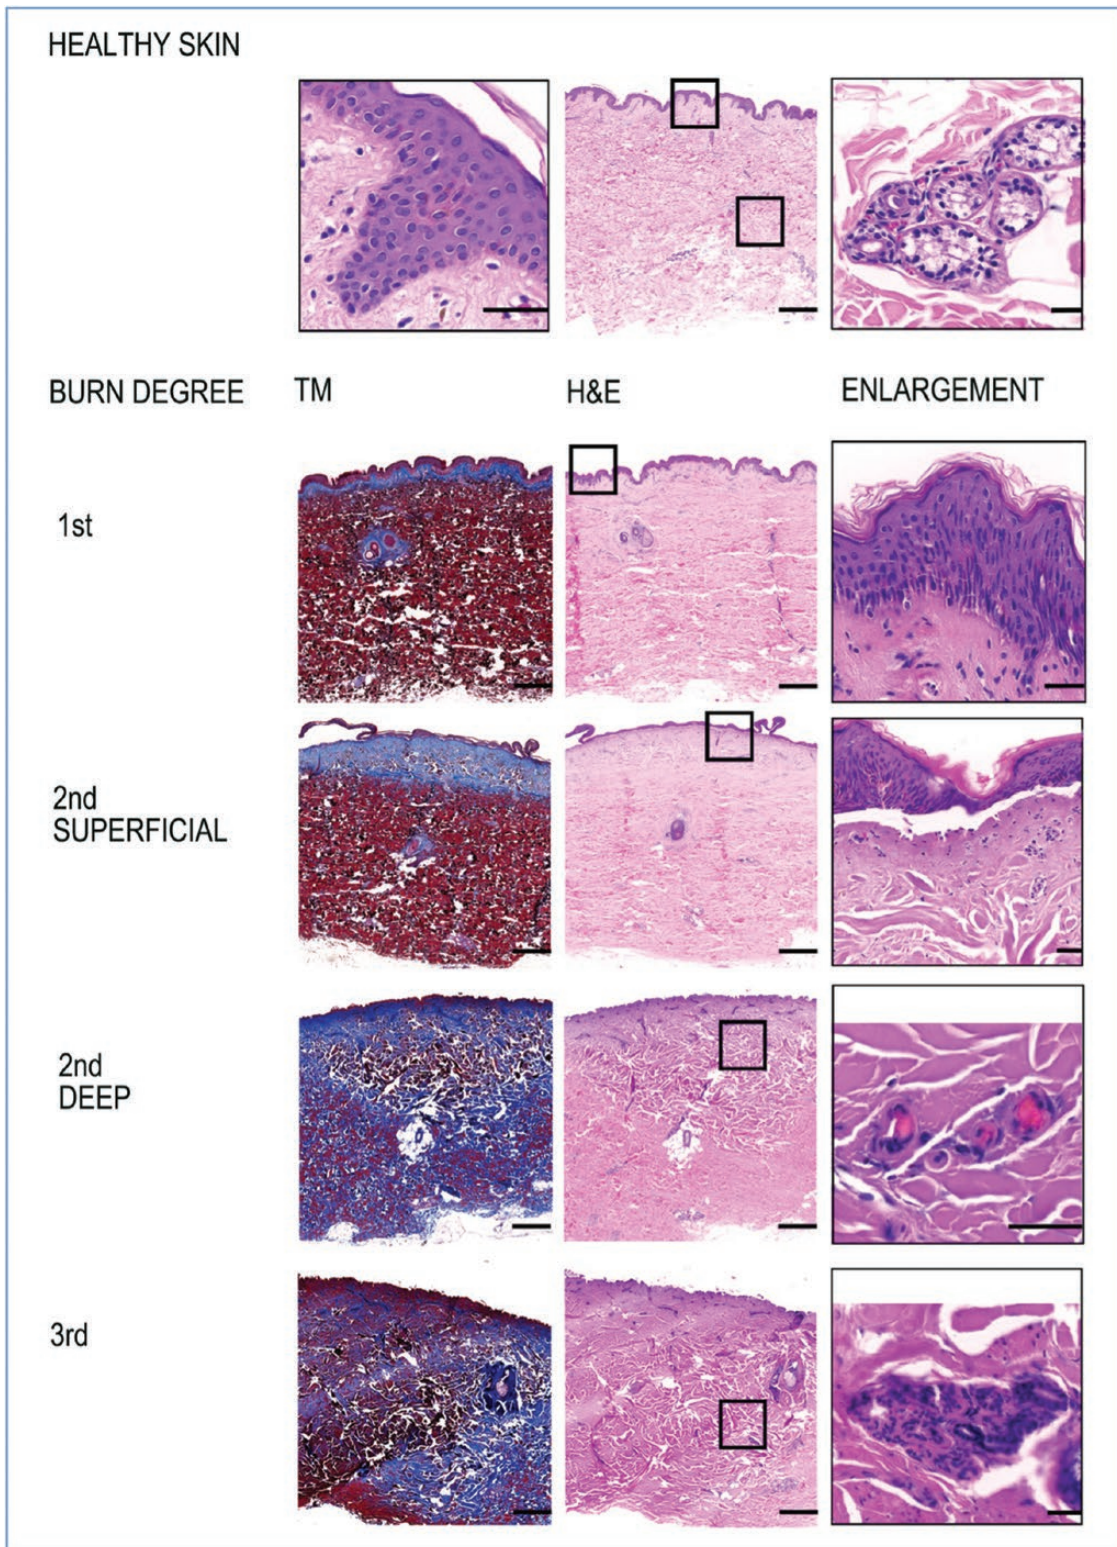 HEALTHY SKIN
BURN DEGREE TM H&E ENLARGEMENT
1st
2nd
SUPERFICIAL
2nd
DEEP
3rd